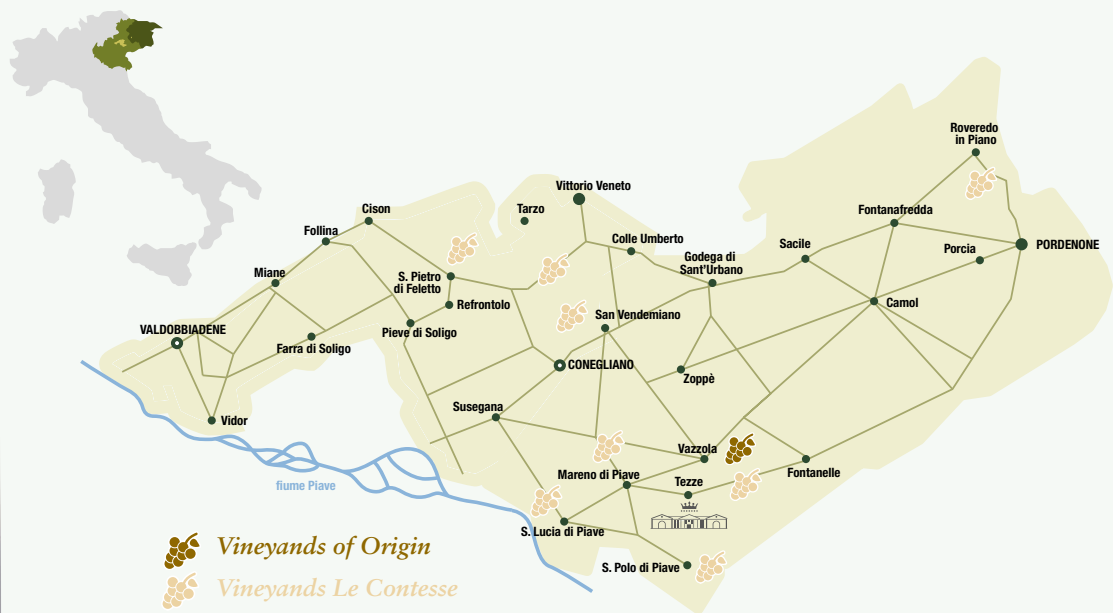 Roveredo
in Piano
Vittorio Veneto
Cison
Tarzo
Fontanafredda
Follina
Colle Umberto
Sacile
Porcia
PORDENONE
Godega di
Sant'Urbano
Miane
S. Pietro
di Feletto
Refrontolo
Camol
San Vendemiano
VALDOBBIADENE
Pieve di Soligo
Farra di Soligo
CONEGLIANO
Zoppè
Susegana
Vidor
Vazzola
Mareno di Piave
Tezze
Fontanelle
fiume Piave
S. Lucia di Piave
S. Polo di Piave
Vineyands of Origin
Vineyands Le Contesse